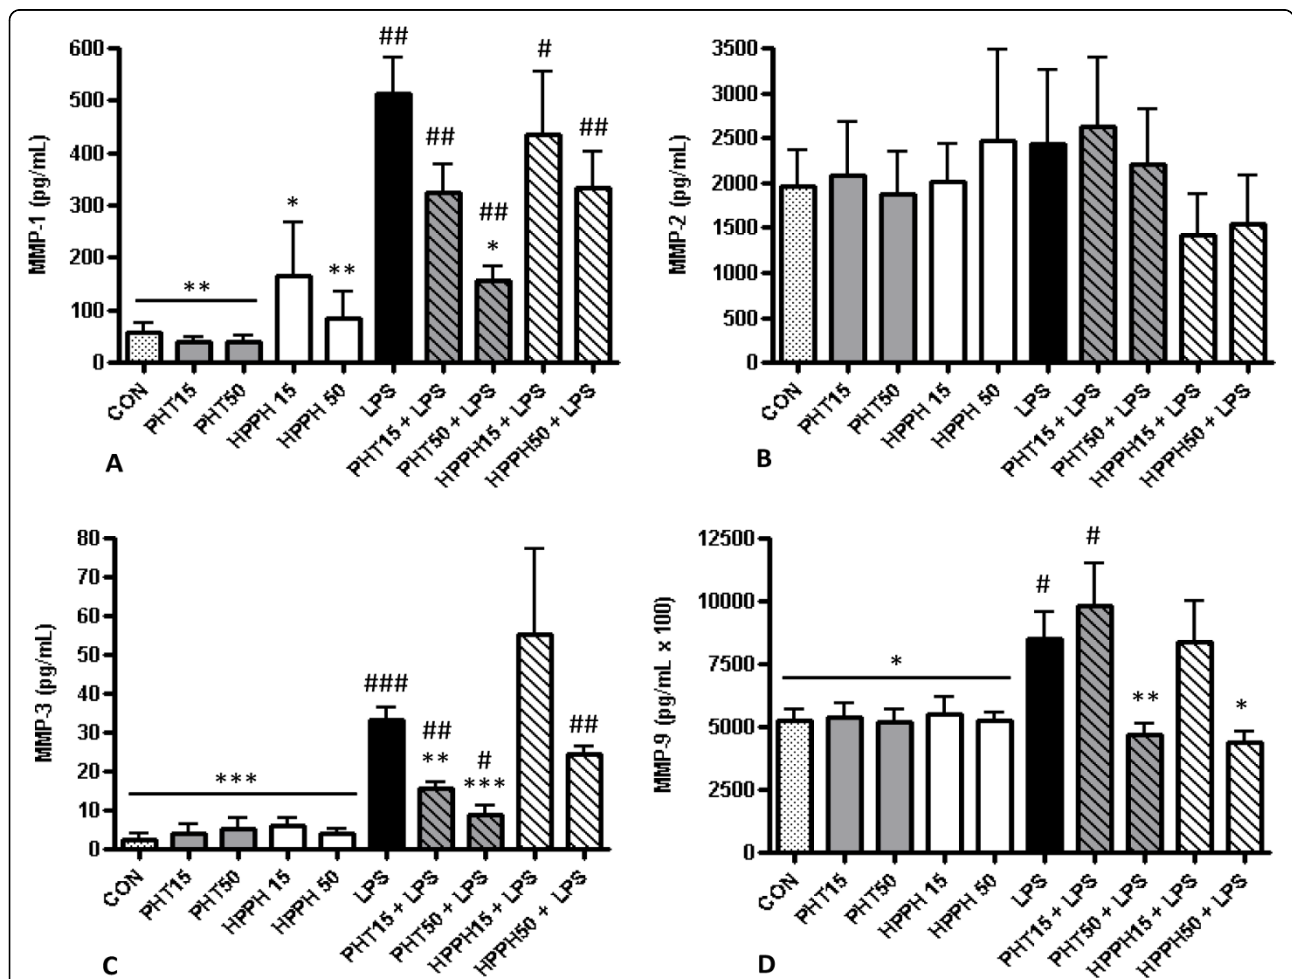 ##
600
500
400
300
200
100
0
MMP-1 (pg/mL)
**
*
**
##
##
*
#
##
CON
PHT15
PHT50
HPPH 15
HPPH 50
LPS
PHT15 + LPS
PHT50 + LPS
HPPH15 + LPS
HPPH50 + LPS
A
3500
3000
2500
2000
1500
1000
500
0
MMP-2 (pg/mL)
CON
PHT15
PHT50
HPPH 15
HPPH 50
LPS
PHT15 + LPS
PHT50 + LPS
HPPH15 + LPS
HPPH50 + LPS
B
80
70
60
50
40
30
20
10
0
MMP-3 (pg/mL)
***
###
##
**
#
***
##
CON
PHT15
PHT50
HPPH 15
HPPH 50
LPS
PHT15 + LPS
PHT50 + LPS
HPPH15 + LPS
HPPH50 + LPS
C
12500
10000
7500
5000
2500
0
MMP-9 (pg/mL x 100)
*
#
#
**
*
CON
PHT15
PHT50
HPPH 15
HPPH 50
LPS
PHT15 + LPS
PHT50 + LPS
HPPH15 + LPS
HPPH50 + LPS
D